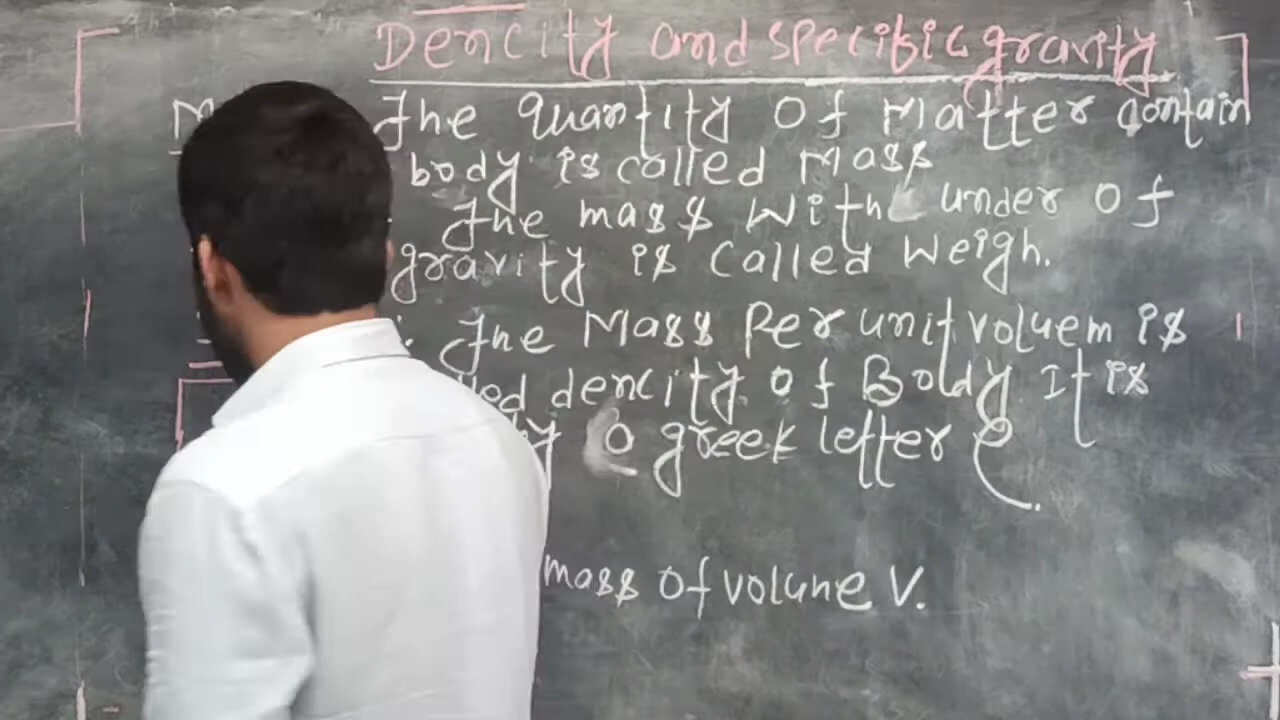 Dencity and specific gravity
The quantity Of Matter contain
body is called Mass
The mass With under Of
gravity is Called Weigh.
: The Mass Per unit voluem is
dencity Of Boldy It is
greek letter ρ
mass Of volune V.